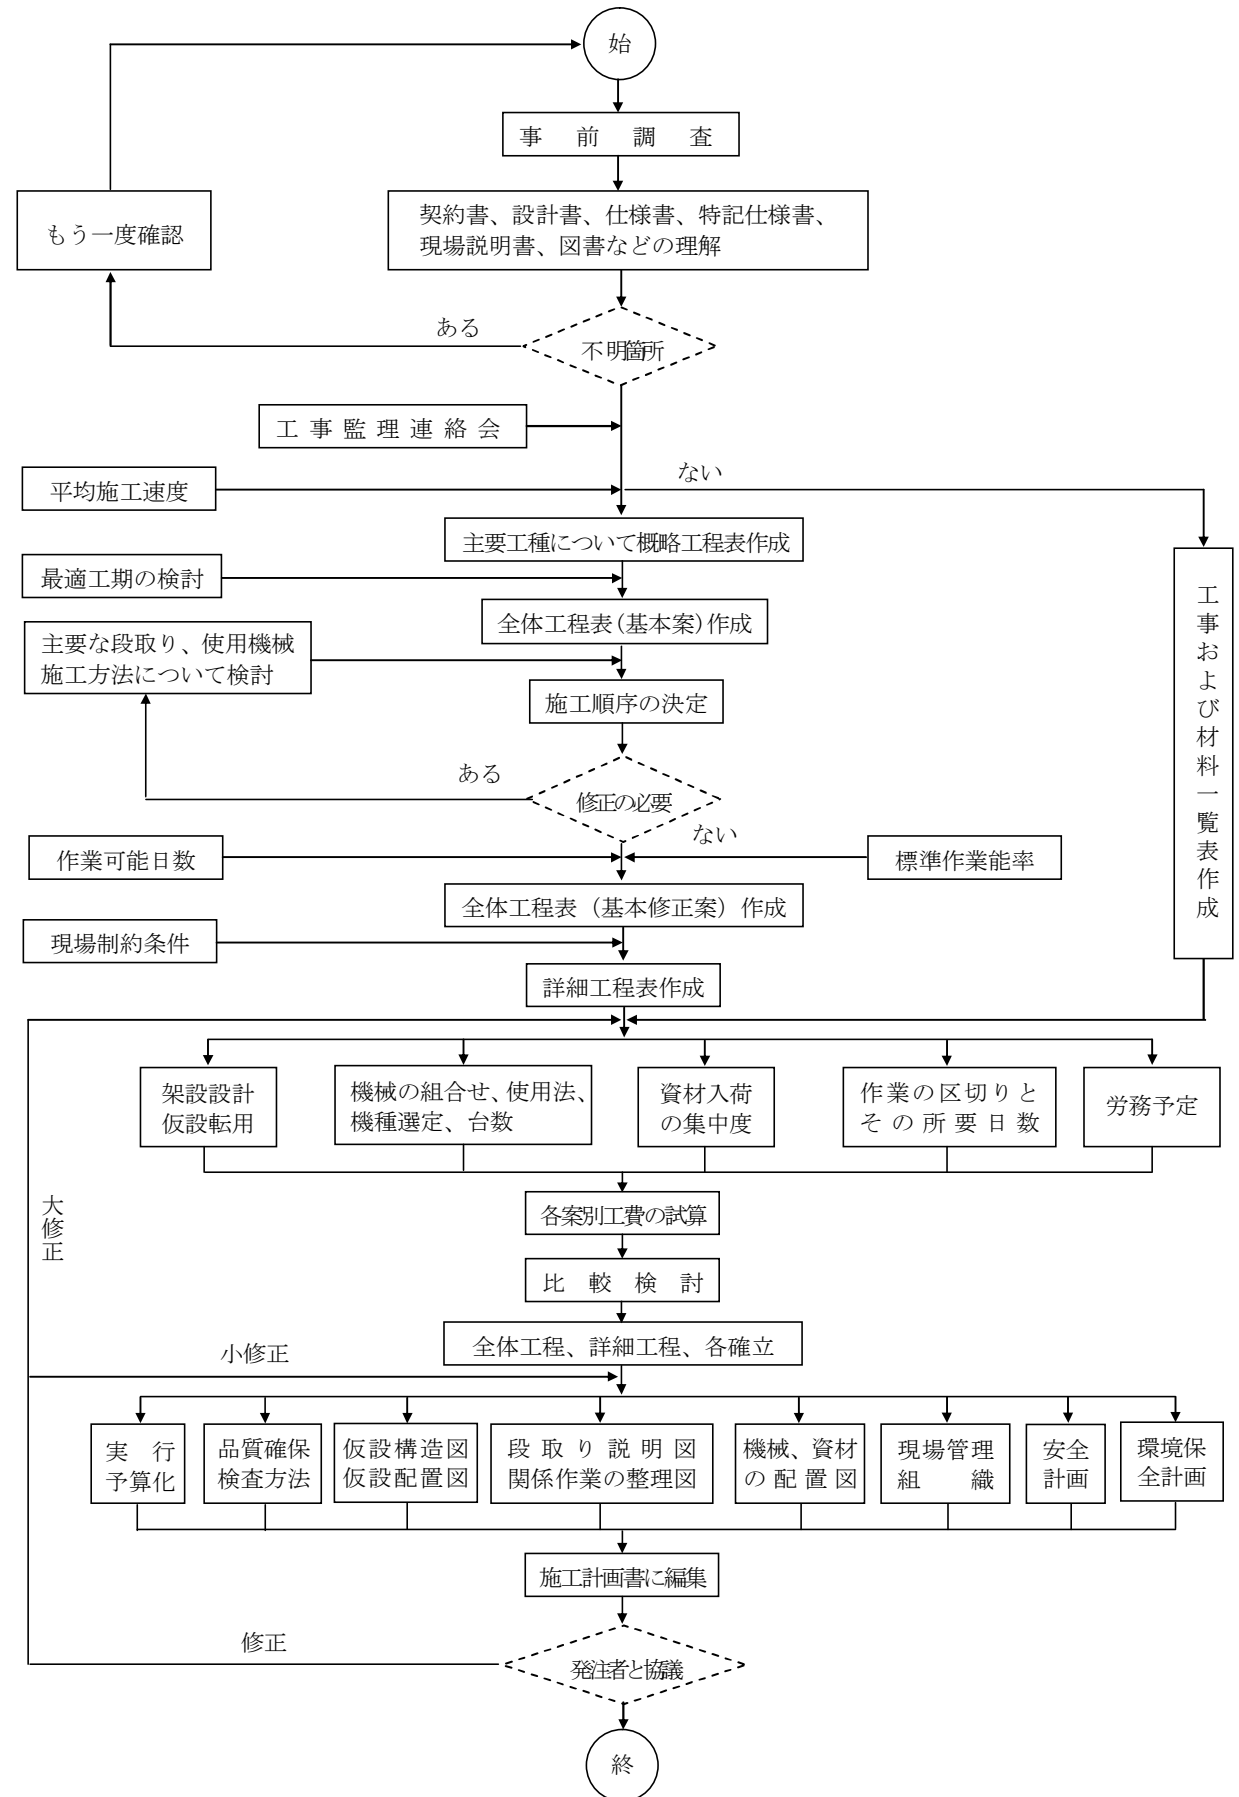 始
事前調査
もう一度確認
契約書、設計書、仕様書、特記仕様書、
現場説明書、図書などの理解
ある
不明箇所
工事監理連絡会
ない
平均施工速度
主要工種について概略工程表作成
最適工期の検討
工事および材料一覧表作成
全体工程表(基本案)作成
主要な段取り、使用機械
施工方法について検討
施工順序の決定
ある
修正の必要
ない
作業可能日数
標準作業能率
全体工程表（基本修正案）作成
現場制約条件
詳細工程表作成
架設設計
仮設転用
機械の組合せ、使用法、
機種選定、台数
資材入荷
の集中度
作業の区切りと
その所要日数
労務予定
大修正
各案別工費の試算
比較検討
全体工程、詳細工程、各確立
小修正
実行
予算化
品質確保
検査方法
仮設構造図
仮設配置図
段取り説明図
関係作業の整理図
機械、資材
の配置図
現場管理
組織
安全
計画
環境保
全計画
施工計画書に編集
修正
発注者と協議
終